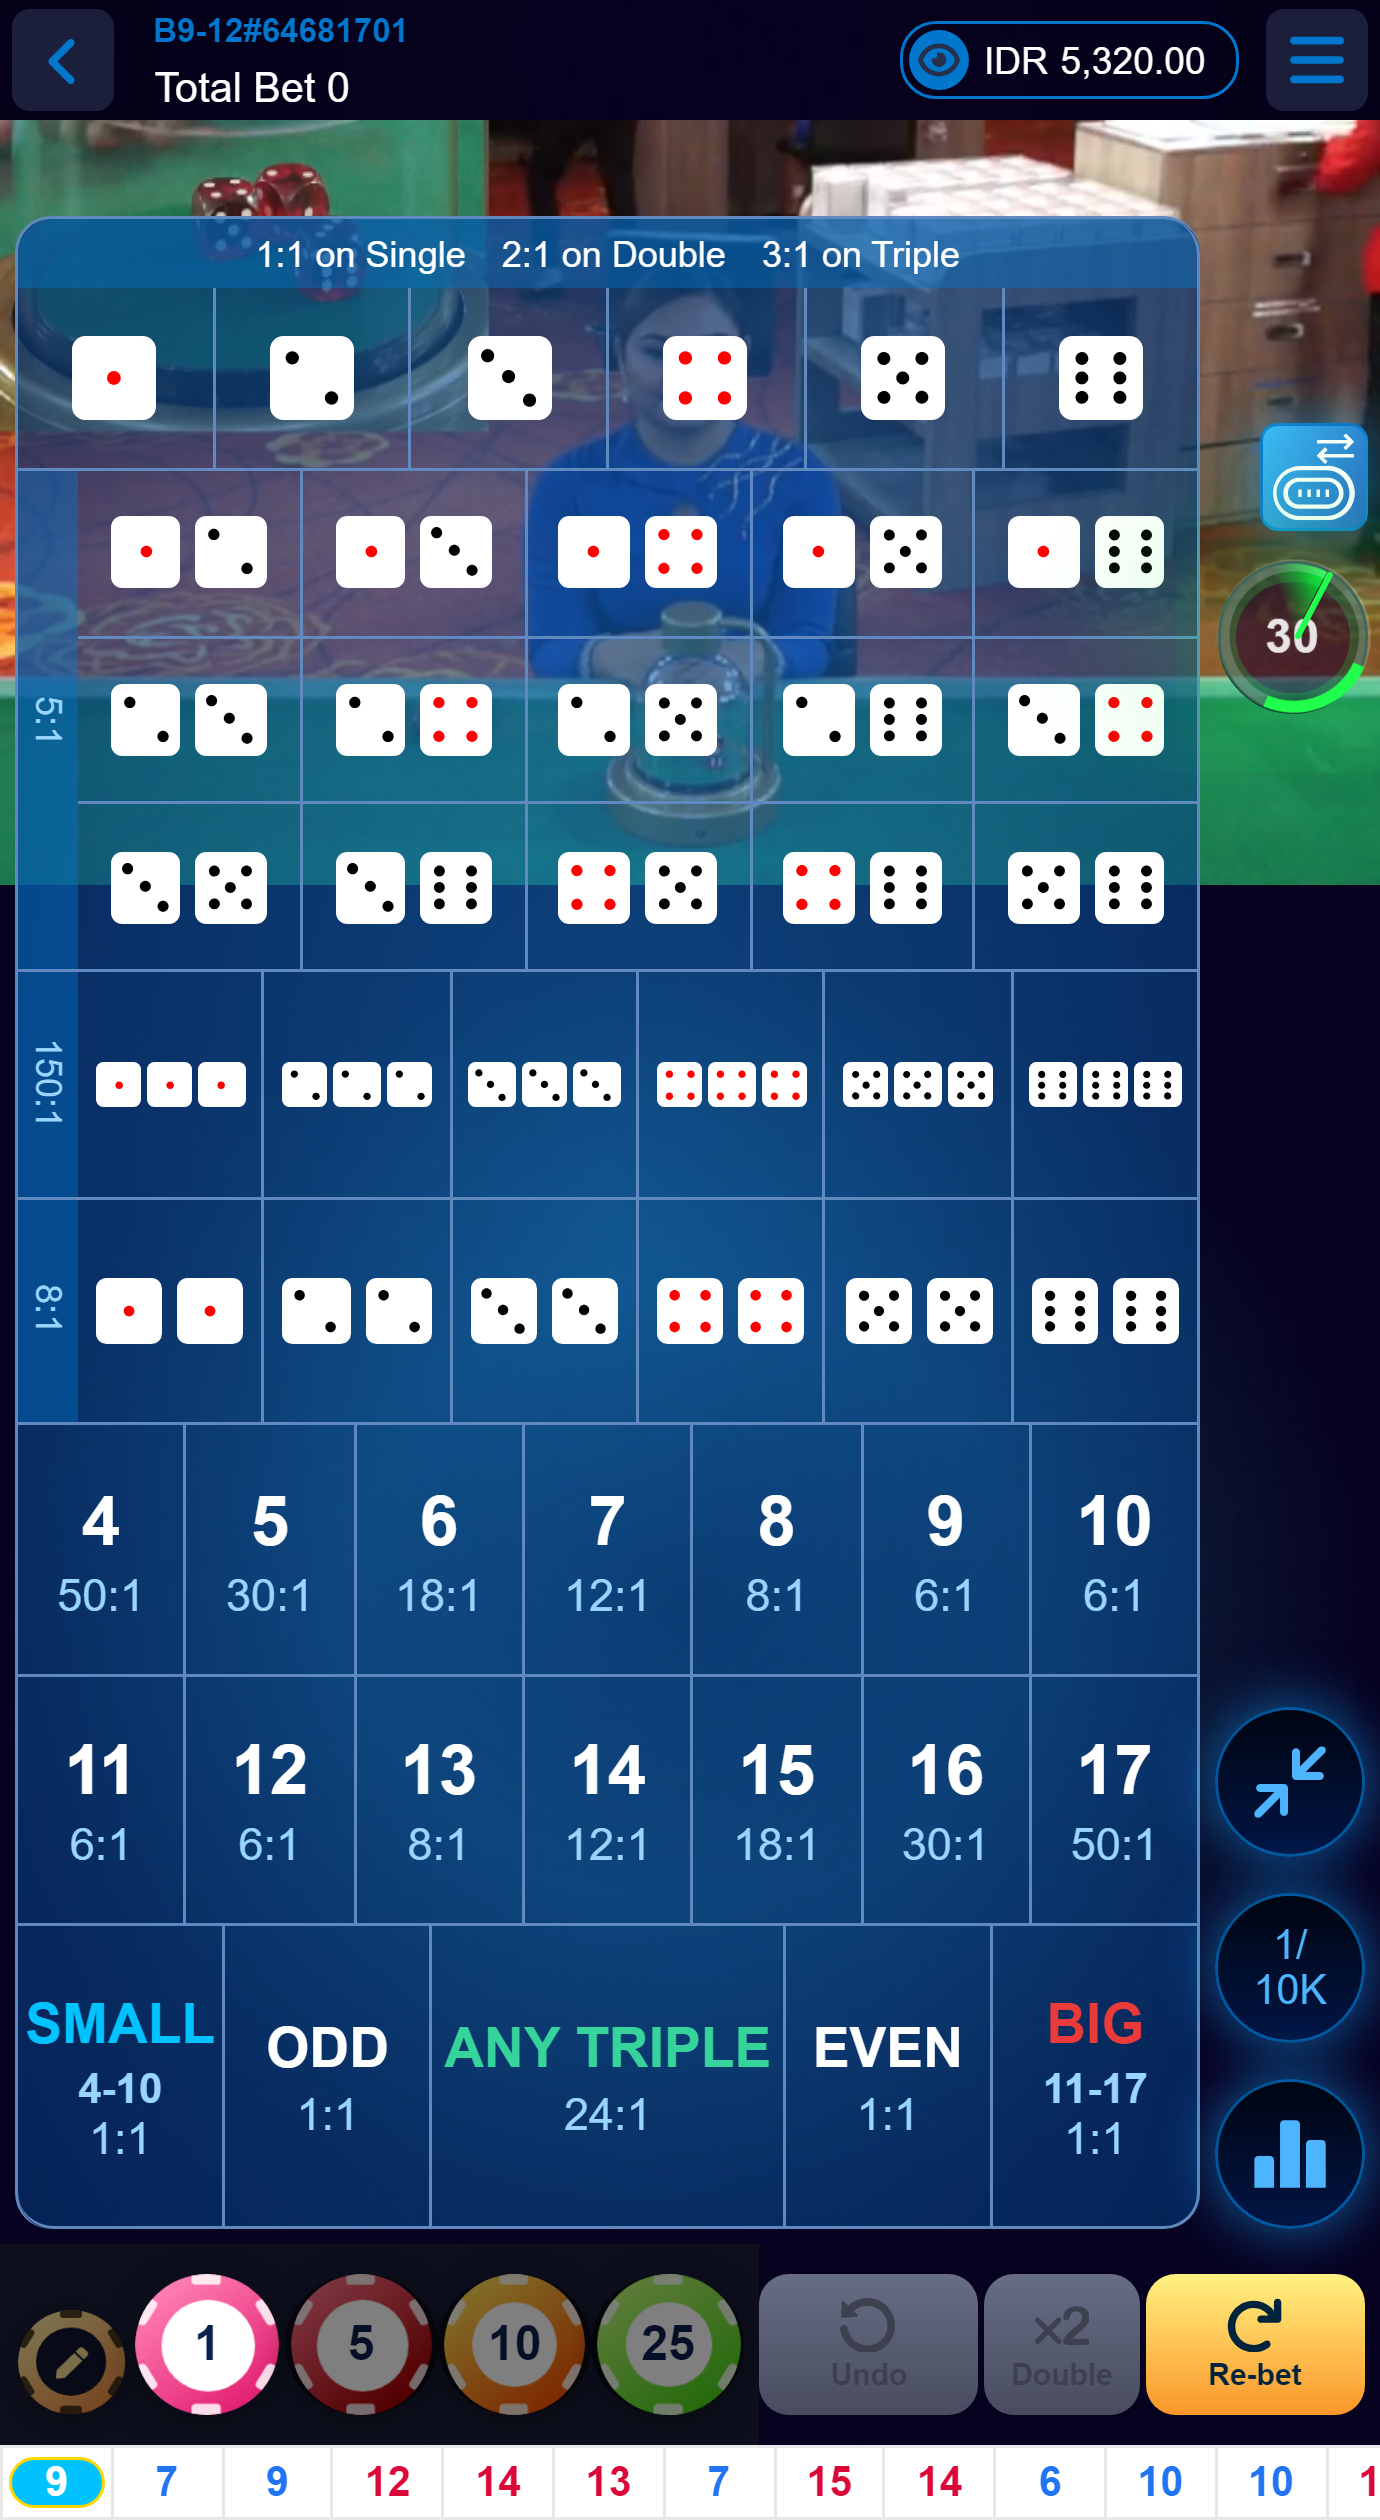 B9-12#64681701
Total Bet 0
IDR 5,320.00
1:1 on Single 2:1 on Double 3:1 on Triple
30
5:1
150:1
8:1
4 5 6 7 8 9 10
50:1 30:1 18:1 12:1 8:1 6:1 6:1
11 12 13 14 15 16 17
6:1 6:1 8:1 12:1 18:1 30:1 50:1
SMALL
4-10
1:1
ODD
1:1
ANY TRIPLE
24:1
EVEN
1:1
BIG
11-17
1:1
1/
10K
1 5 10 25
Undo
x2
Double
Re-bet
9 7 9 12 14 13 7 15 14 6 10 10